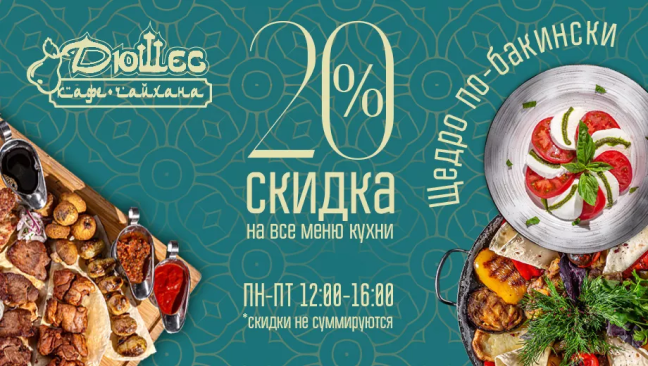 Дюшес
кафе•чайхана
20%
скидка
на все меню кухни
ПН-ПТ 12:00-16:00
*скидки не суммируются
Щедро по-бакински